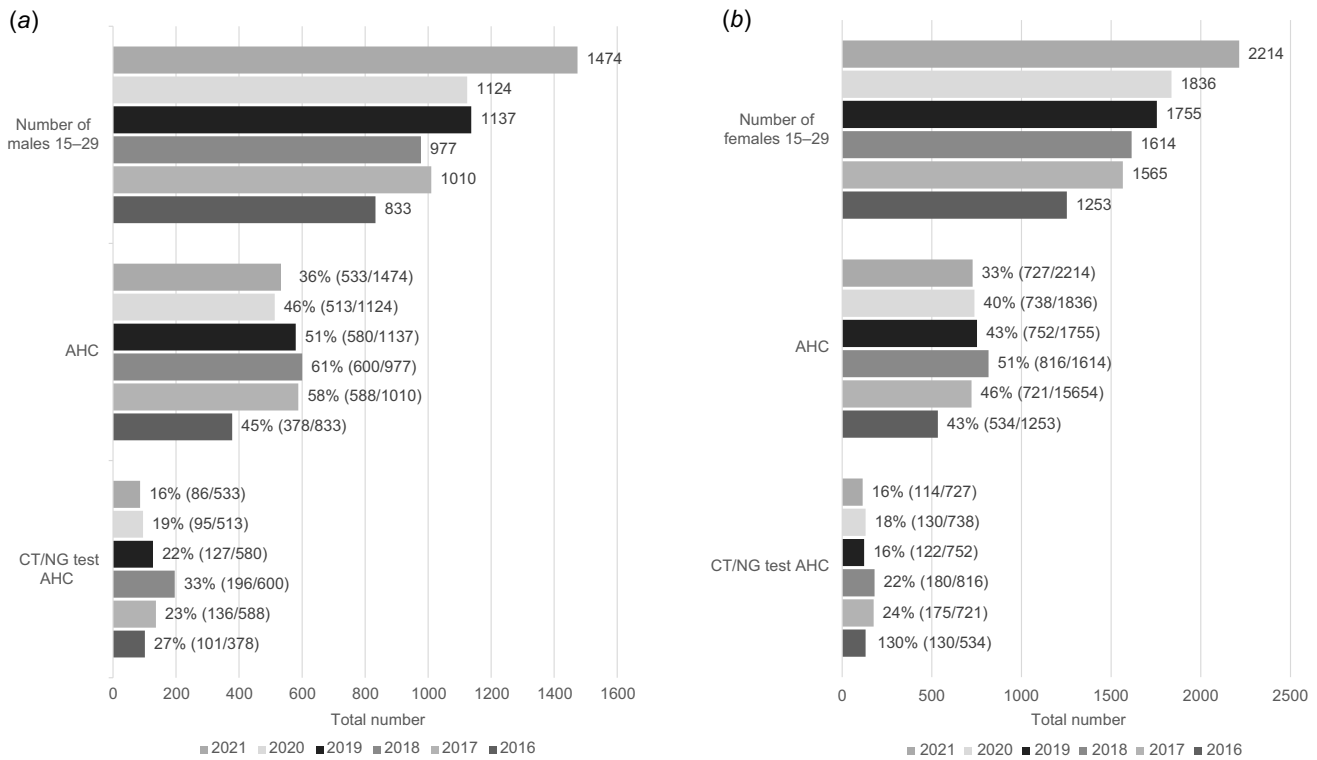 (a)
Number of
males 15–29
1474
1124
1137
977
1010
833
AHC
36% (533/1474)
46% (513/1124)
51% (580/1137)
61% (600/977)
58% (588/1010)
45% (378/833)
CT/NG test
AHC
16% (86/533)
19% (95/513)
22% (127/580)
33% (196/600)
23% (136/588)
27% (101/378)
0 200 400 600 800 1000 1200 1400 1600
Total number
2021 2020 2019 2018 2017 2016
(b)
Number of
females 15–29
2214
1836
1755
1614
1565
1253
AHC
33% (727/2214)
40% (738/1836)
43% (752/1755)
51% (816/1614)
46% (721/15654)
43% (534/1253)
CT/NG test AHC
16% (114/727)
18% (130/738)
16% (122/752)
22% (180/816)
24% (175/721)
130% (130/534)
0 500 1000 1500 2000 2500
Total number
2021 2020 2019 2018 2017 2016